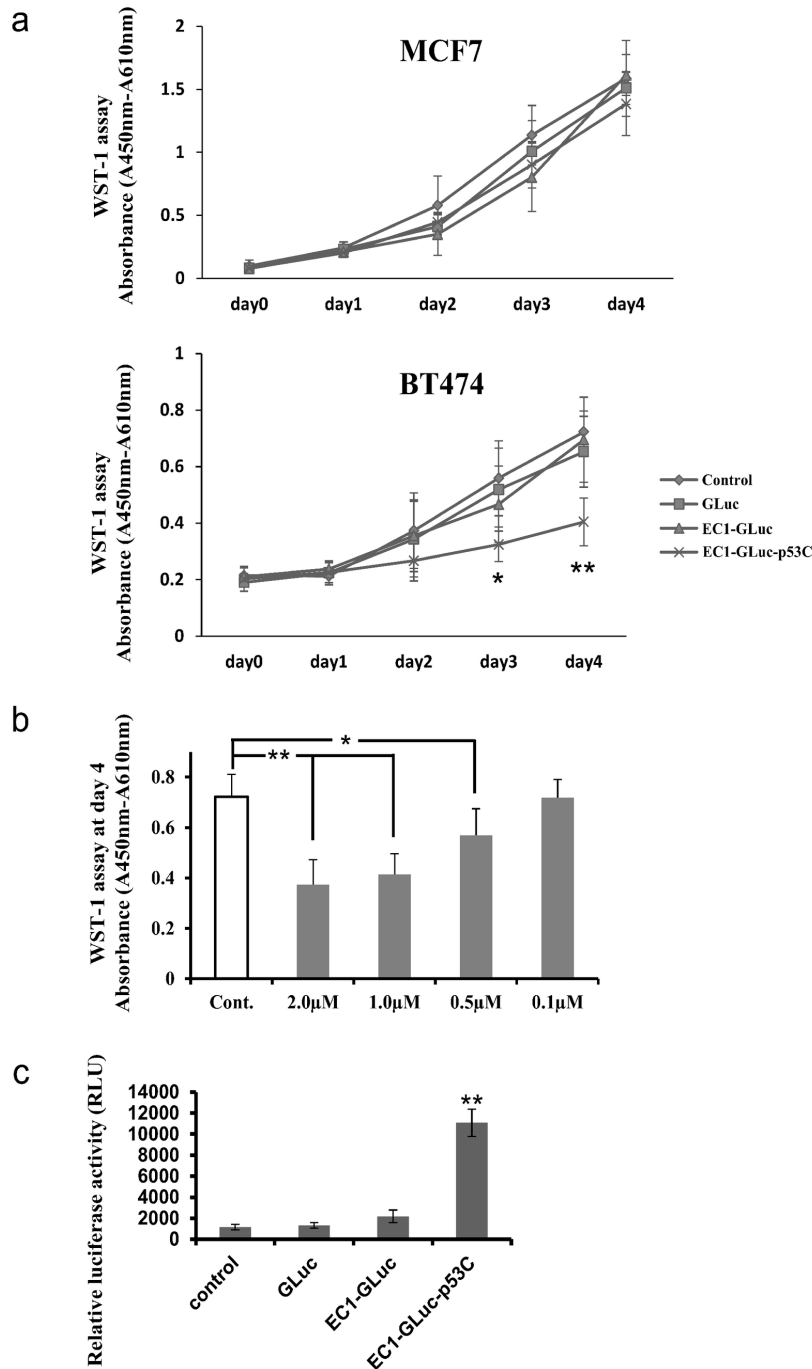 a
MCF7
WST-1 assay
Absorbance (A450nm-A610nm)
2
1.5
1
0.5
0
day0 day1 day2 day3 day4
BT474
WST-1 assay
Absorbance (A450nm-A610nm)
1
0.8
0.6
0.4
0.2
0
* **
day0 day1 day2 day3 day4
Control
GLuc
EC1-GLuc
EC1-GLuc-p53C
b
WST-1 assay at day 4
Absorbance (A450nm-A610nm)
*
**
0.8
0.6
0.4
0.2
0
Cont. 2.0μM 1.0μM 0.5μM 0.1μM
c
Relative luciferase activity (RLU)
14000
12000
10000
8000
6000
4000
2000
0
**
control GLuc EC1-GLuc EC1-GLuc-p53C